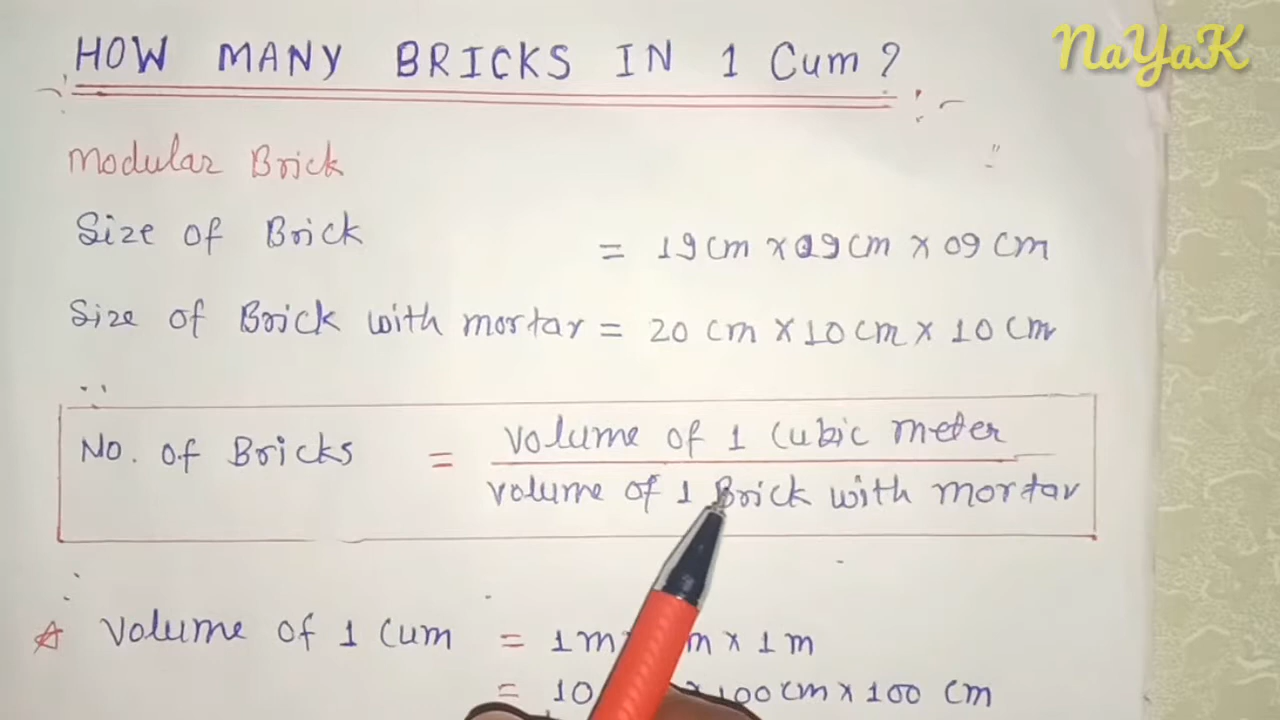 NaYaK
HOW MANY BRICKS IN 1 Cum?
Modular Brick
Size of Brick = 19 cm x 09 cm x 09 cm
Size of Brick with mortar = 20 cm x 10 cm x 10 cm
No. of Bricks = Volume of 1 Cubic meter
Volume of 1 Brick with mortar
Volume of 1 Cum = 1m x m x 1 m
= 10 x 100 cm x 100 cm